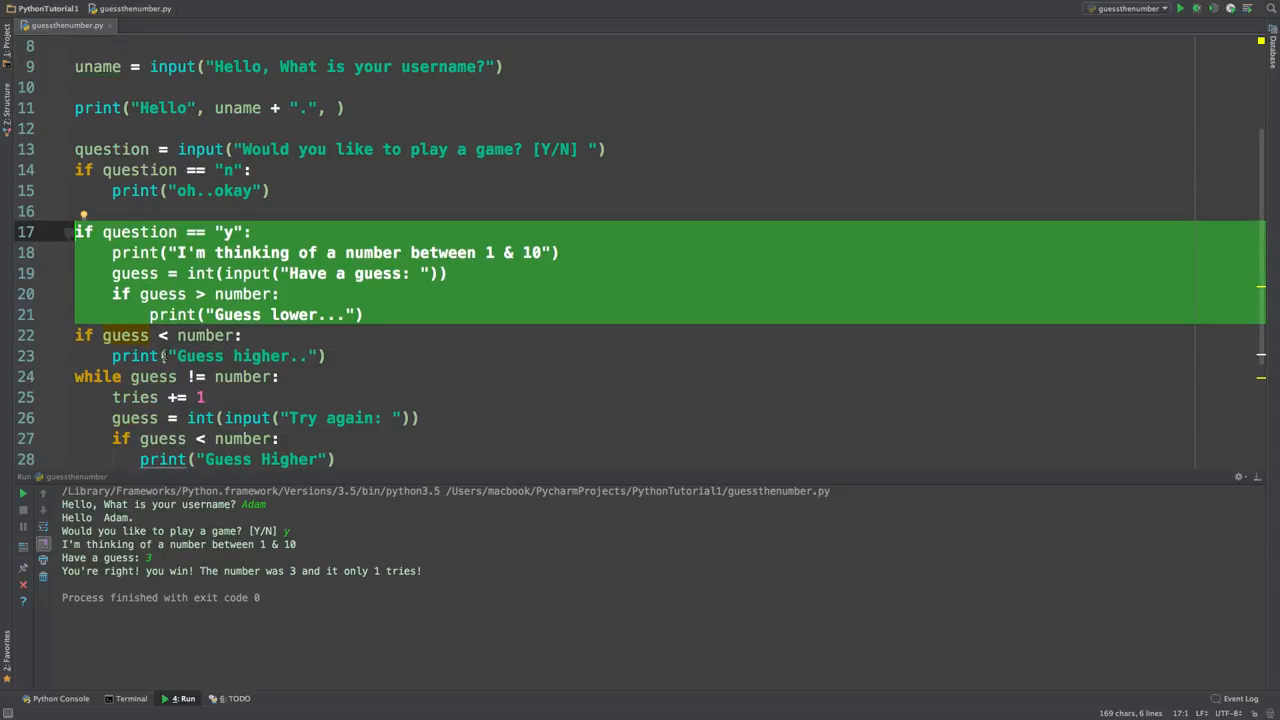 PythonTutorial1 guessthenumber.py guessthenumber
guessthenumber.py
1: Project
Z: Structure
2: Favorites
Database
8
9 uname = input("Hello, What is your username?")
10
11 print("Hello", uname + ".", )
12
13 question = input("Would you like to play a game? [Y/N] ")
14 if question == "n":
15 print("oh..okay")
16
17 if question == "y":
18 print("I'm thinking of a number between 1 & 10")
19 guess = int(input("Have a guess: "))
20 if guess > number:
21 print("Guess lower...")
22 if guess < number:
23 print("Guess higher..")
24 while guess != number:
25 tries += 1
26 guess = int(input("Try again: "))
27 if guess < number:
28 print("Guess Higher")
Run guessthenumber
/Library/Frameworks/Python.framework/Versions/3.5/bin/python3.5 /Users/macbook/PycharmProjects/PythonTutorial1/guessthenumber.py
Hello, What is your username? Adam
Hello  Adam.
Would you like to play a game? [Y/N] y
I'm thinking of a number between 1 & 10
Have a guess: 3
You're right! you win! The number was 3 and it only 1 tries!
Process finished with exit code 0
Python Console Terminal 4: Run 6: TODO Event Log
169 chars, 6 lines 17:1 LF÷ UTF-8÷